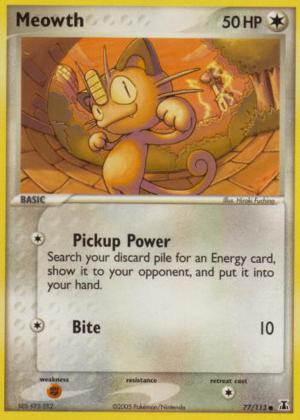 Meowth
50 HP
BASIC
Illus. Hiroki Fuchino
Pickup Power
Search your discard pile for an Energy card,
show it to your opponent, and put it into
your hand.
Bite 10
weakness
resistance
retreat cost
©2005 Pokémon/Nintendo
77/113